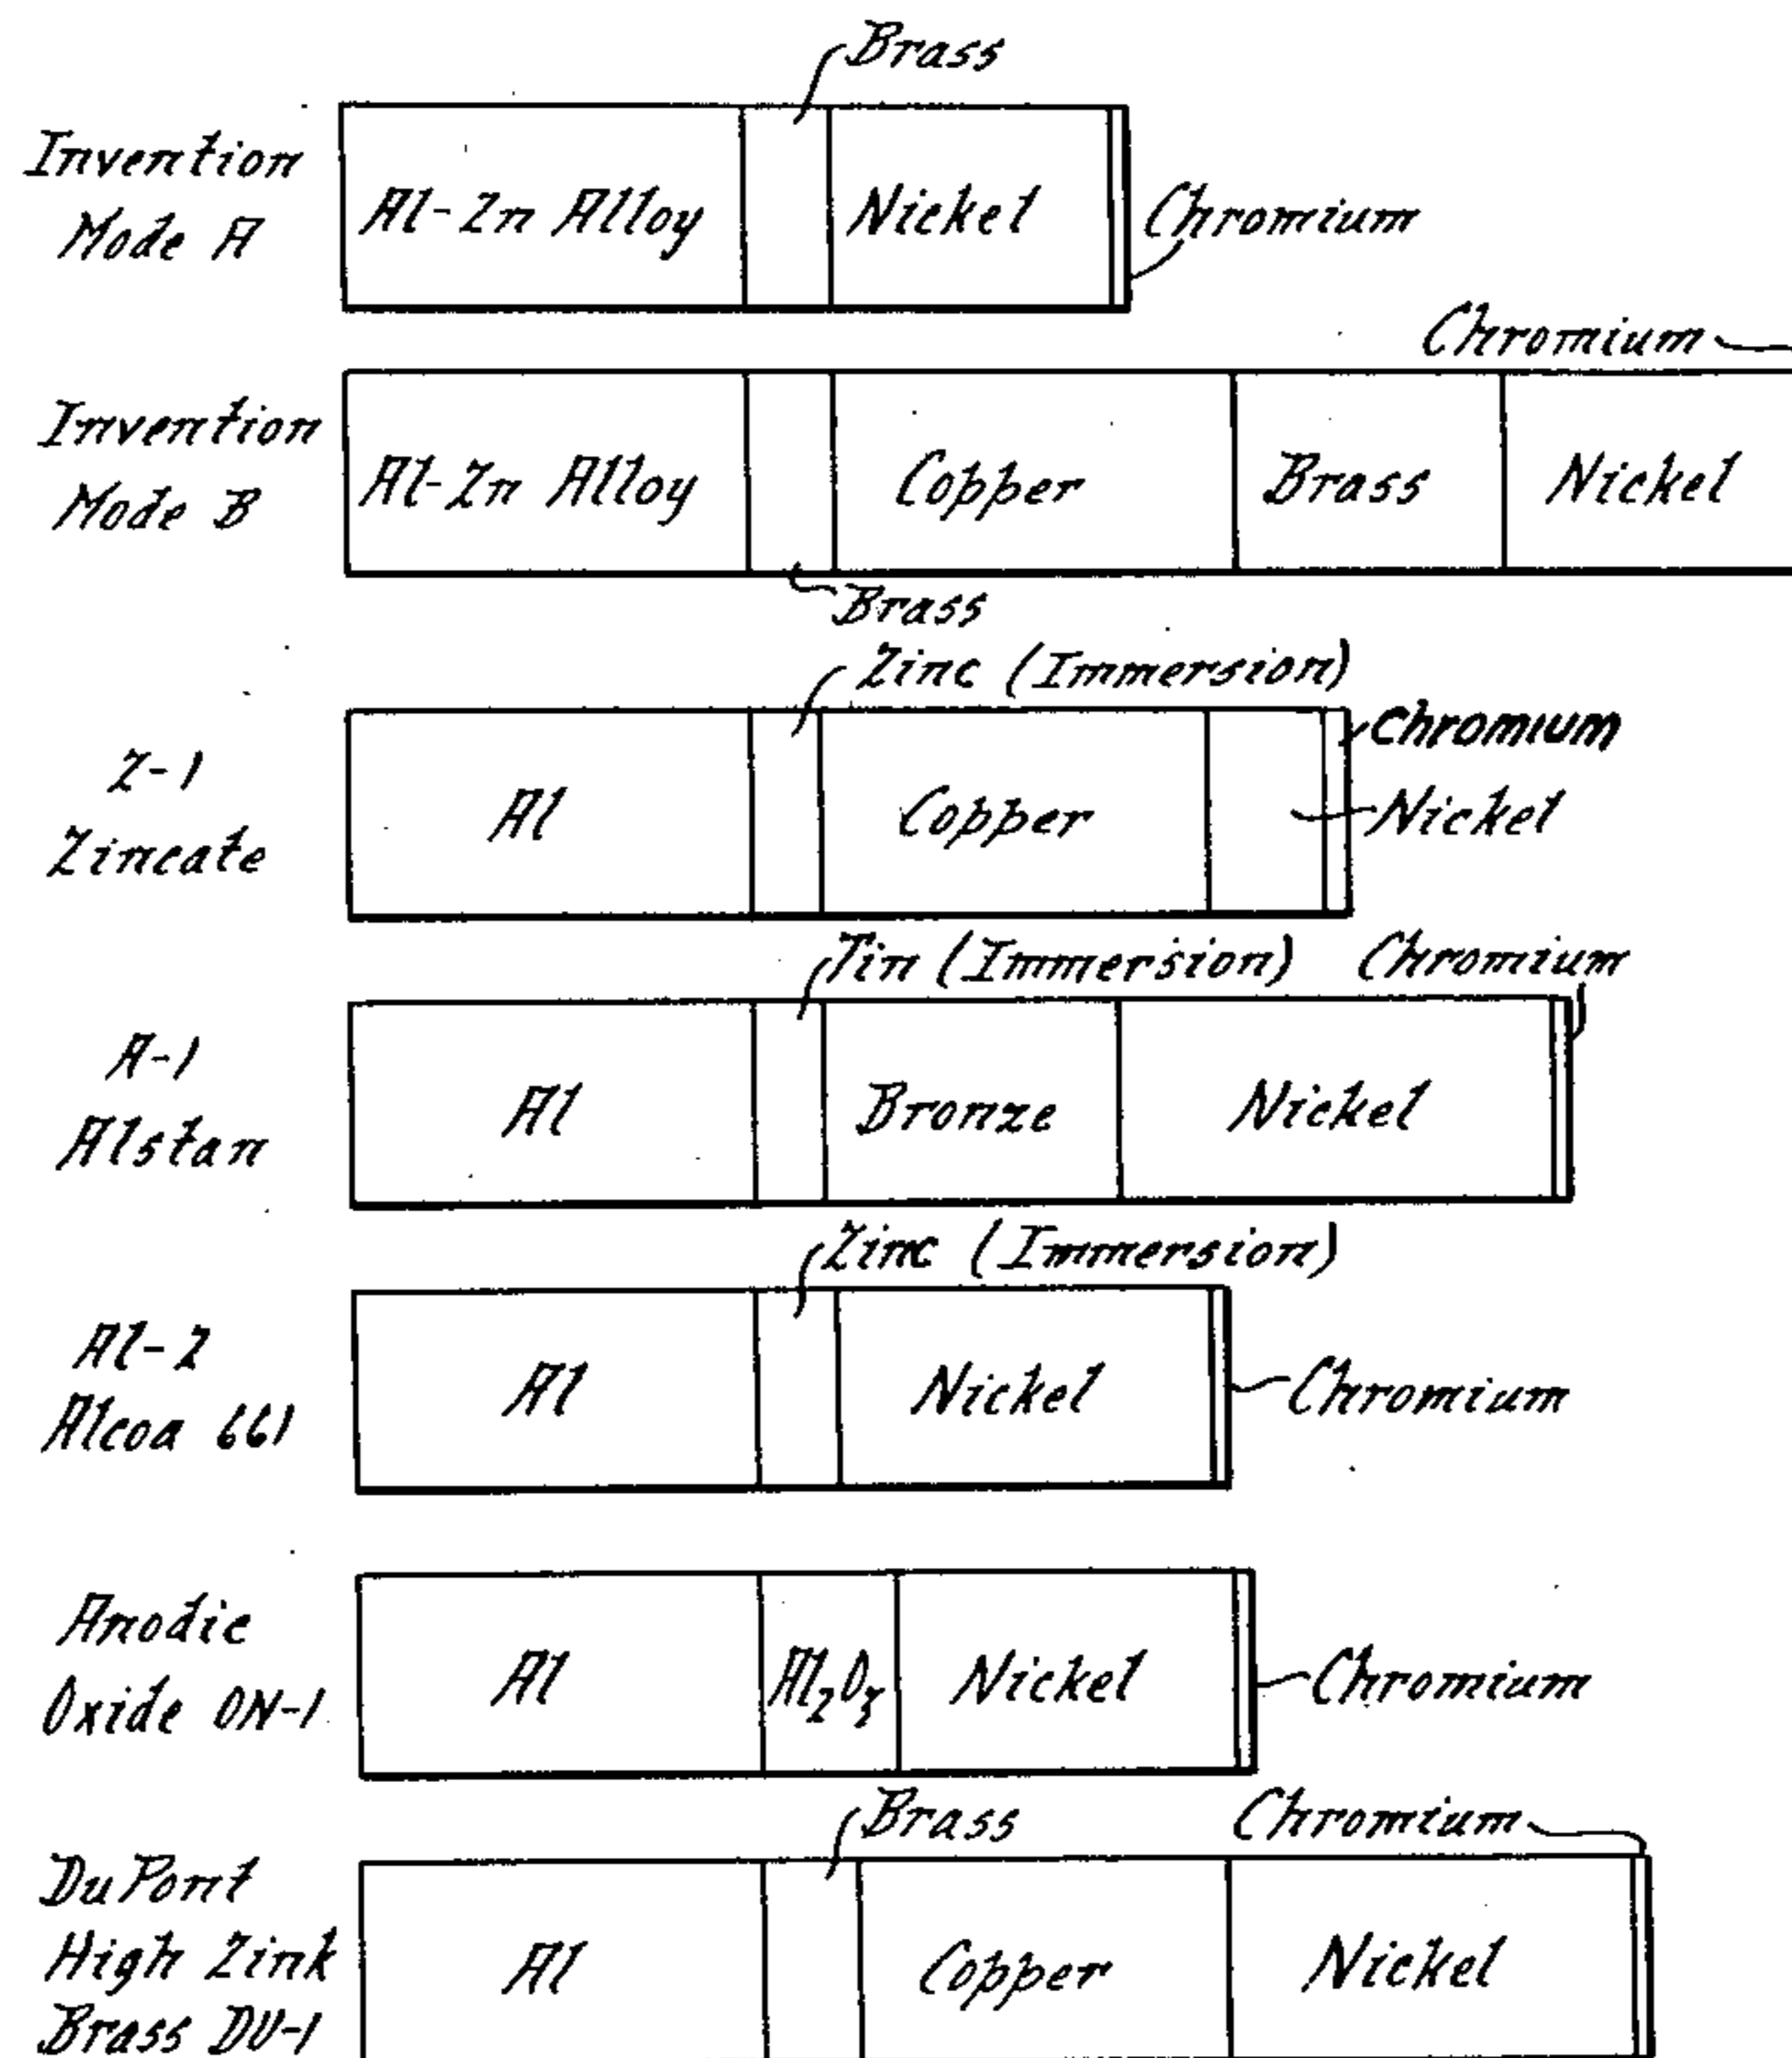 Brass
Invention
Mode A
Al-Zn Alloy
Nickel
Chromium
Chromium
Invention
Mode B
Al-Zn Alloy
Copper
Brass
Nickel
Brass
Zinc (Immersion)
Z-1
Zincate
Al
Copper
Chromium
Nickel
Tin (Immersion)
Chromium
A-1
Alstan
Al
Bronze
Nickel
Zinc (Immersion)
Al-2
Alcoa 661
Al
Nickel
Chromium
Anodic
Oxide ON-1
Al
Al₂O₃
Nickel
Chromium
Brass
Chromium
DuPont
High Zink
Brass DU-1
Al
Copper
Nickel